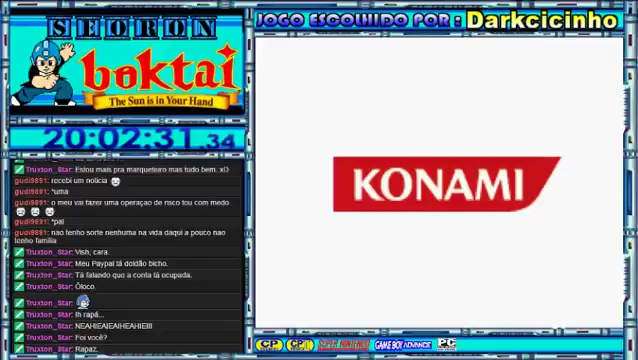 SEORON
JOGO ESCOLHIDO POR : Darkcicinho
boktai
The Sun is in Your Hand
20:02:31.34
Truxton_Star: Estou mais pra marqueteiro mas tudo bem. xD
gudi9891: recebi um notícia
gudi9891: *uma
gudi9891: o meu vai fazer uma operaçao de risco tou com medo
gudi9891: *pai
gudi9891: nao tenho sorte nenhuma na vida daqui a pouco nao
tenho familia
Truxton_Star: Vish, cara.
Truxton_Star: Meu Paypal tá doidão bicho.
Truxton_Star: Tá falando que a conta tá ocupada.
Truxton_Star: Ôloco.
Truxton_Star:
Truxton_Star: Ih rapá...
Truxton_Star: NEAHIEAIEAIHEAHIEIII
Truxton_Star: Foi você?
Truxton_Star: Rapaz.
KONAMI
SUPER NINTENDO
GAME BOY ADVANCE
PC